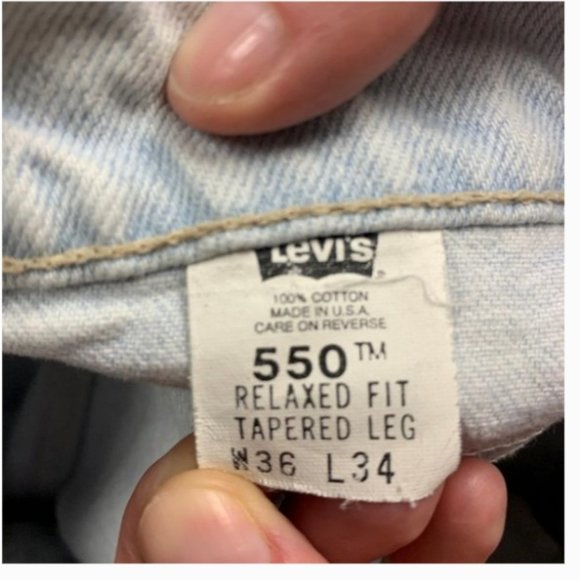 Levi's
100% COTTON
MADE IN U.S.A.
CARE ON REVERSE
550™
RELAXED FIT
TAPERED LEG
W36 L34